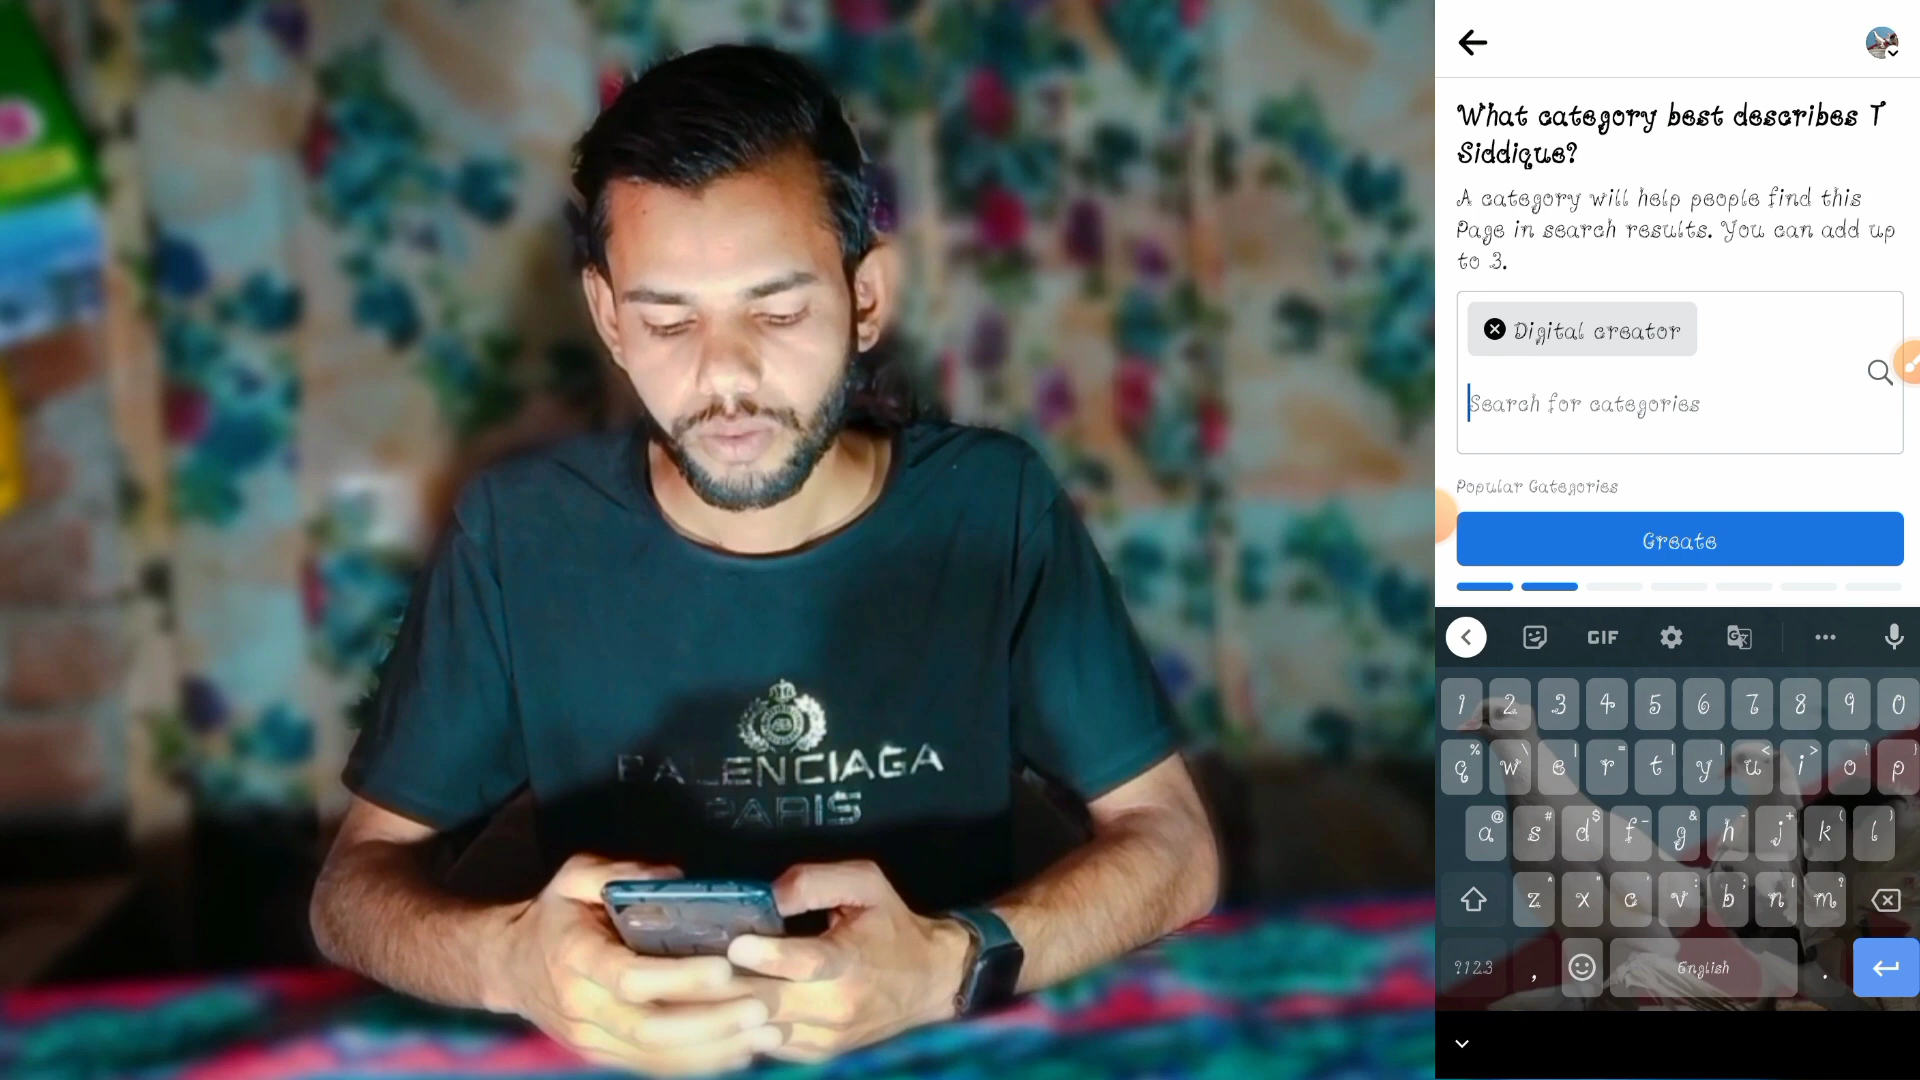 PALENCIAGA
PARIS
What category best describes T
Siddique?
A category will help people find this
Page in search results. You can add up
to 3.
Digital creator
Search for categories
Popular Categories
Create
GIF
1 2 3 4 5 6 7 8 9 0
q w e r t y u i o p
a s d f g h j k l
z x c v b n m
?123 , English .